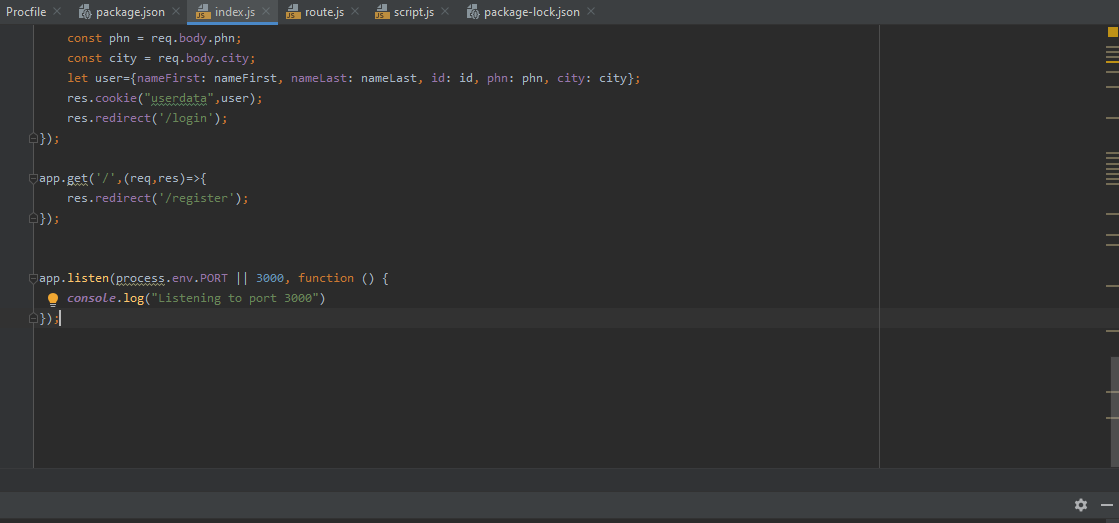 Procfile package.json index.js route.js script.js package-lock.json
const phn = req.body.phn;
const city = req.body.city;
let user={nameFirst: nameFirst, nameLast: nameLast, id: id, phn: phn, city: city};
res.cookie("userdata",user);
res.redirect('/login');
});
app.get('/',(req,res)=>{
res.redirect('/register');
});
app.listen(process.env.PORT || 3000, function () {
console.log("Listening to port 3000")
});